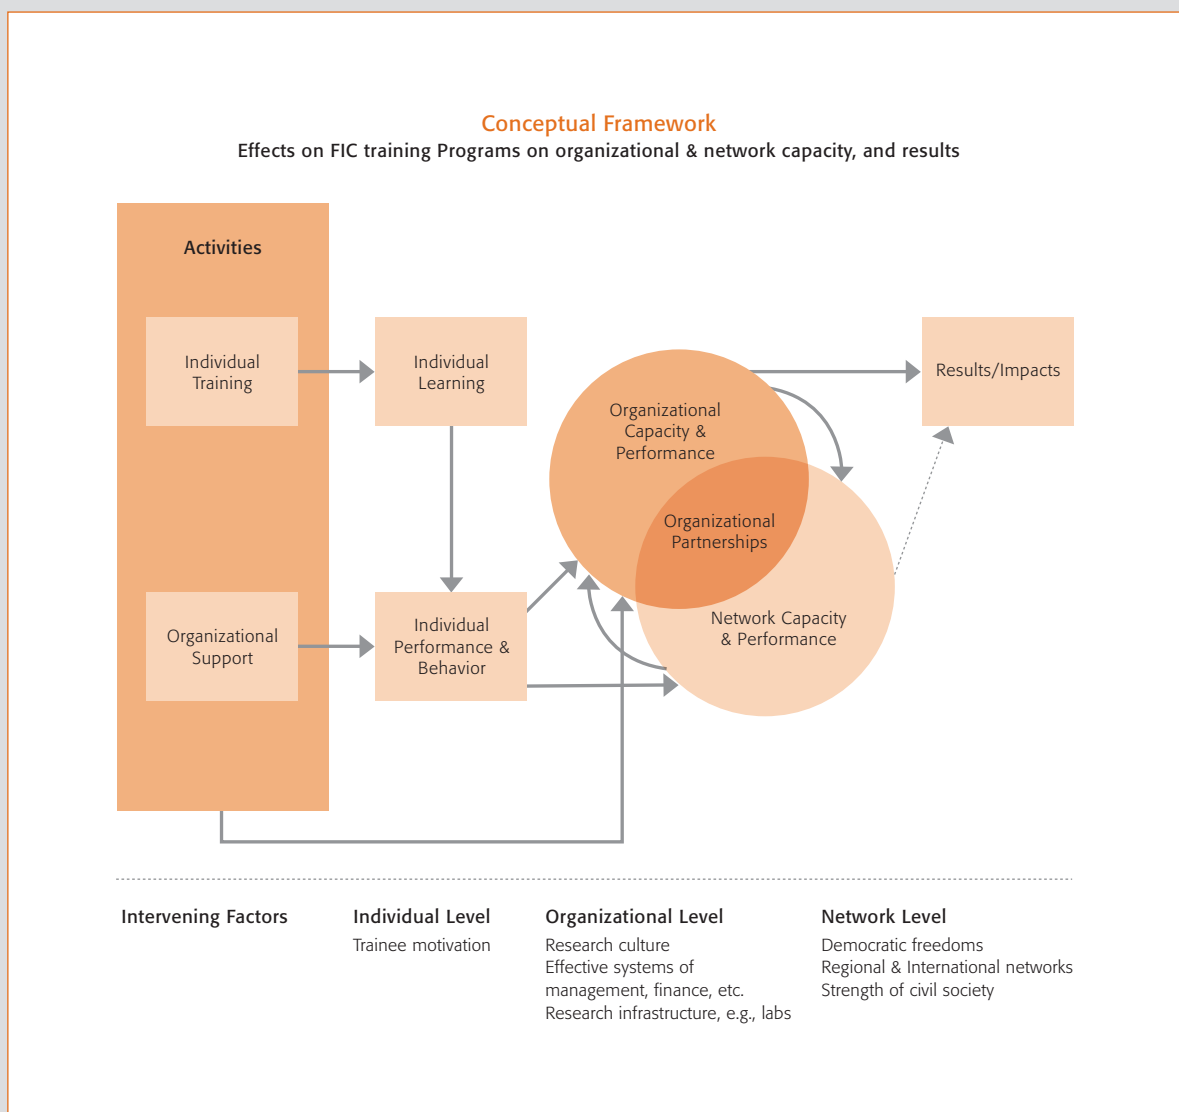 Conceptual Framework
Effects on FIC training Programs on organizational & network capacity, and results
Activities
Individual
Training
Individual
Learning
Organizational
Capacity &
Performance
Results/Impacts
Organizational
Partnerships
Organizational
Support
Individual
Performance &
Behavior
Network Capacity
& Performance
Intervening Factors
Individual Level
Trainee motivation
Organizational Level
Research culture
Effective systems of
management, finance, etc.
Research infrastructure, e.g., labs
Network Level
Democratic freedoms
Regional & International networks
Strength of civil society